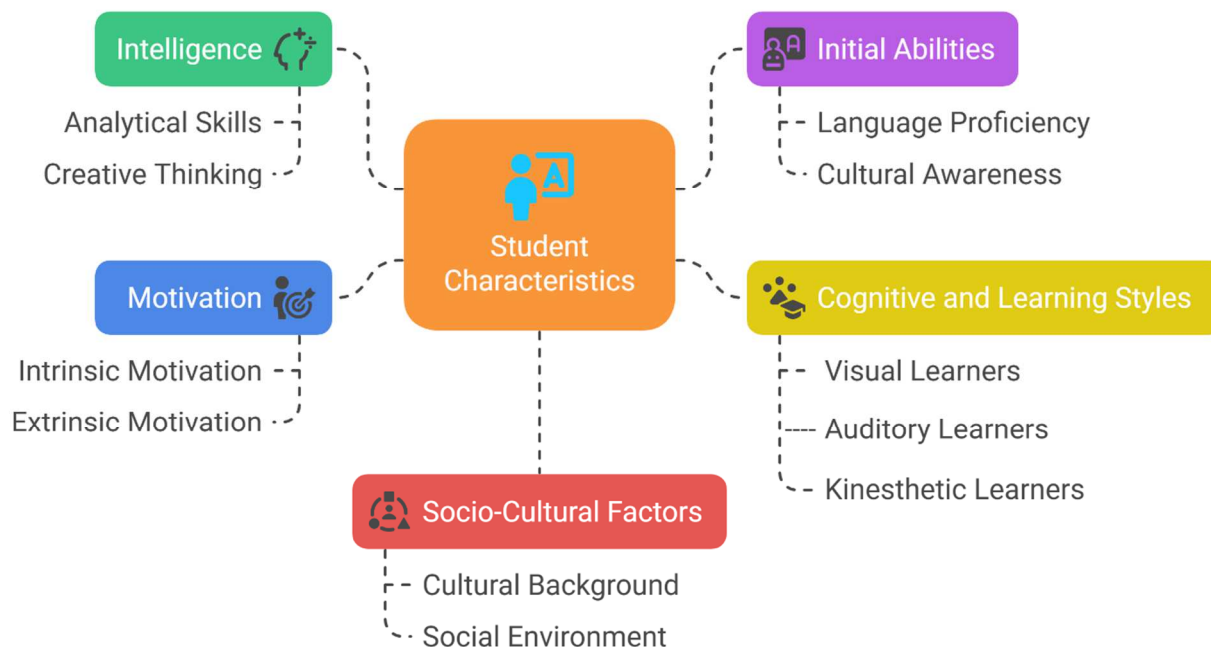 Intelligence
Analytical Skills
Creative Thinking
Motivation
Intrinsic Motivation
Extrinsic Motivation
Student
Characteristics
Initial Abilities
Language Proficiency
Cultural Awareness
Cognitive and Learning Styles
Visual Learners
Auditory Learners
Kinesthetic Learners
Socio-Cultural Factors
Cultural Background
Social Environment